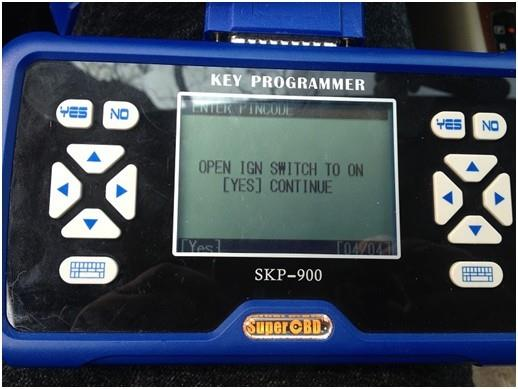 KEY PROGRAMMER
ENTER PINCODE
YES NO
YES NO
OPEN IGN SWITCH TO ON
[YES] CONTINUE
[Yes] [04/04]
SKP-900
SuperOBD